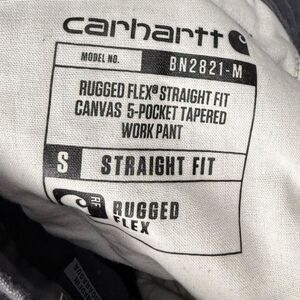 carhartt
MODEL NO. BN2821-M
RUGGED FLEX® STRAIGHT FIT
CANVAS 5-POCKET TAPERED
WORK PANT
S STRAIGHT FIT
RUGGED
FLEX